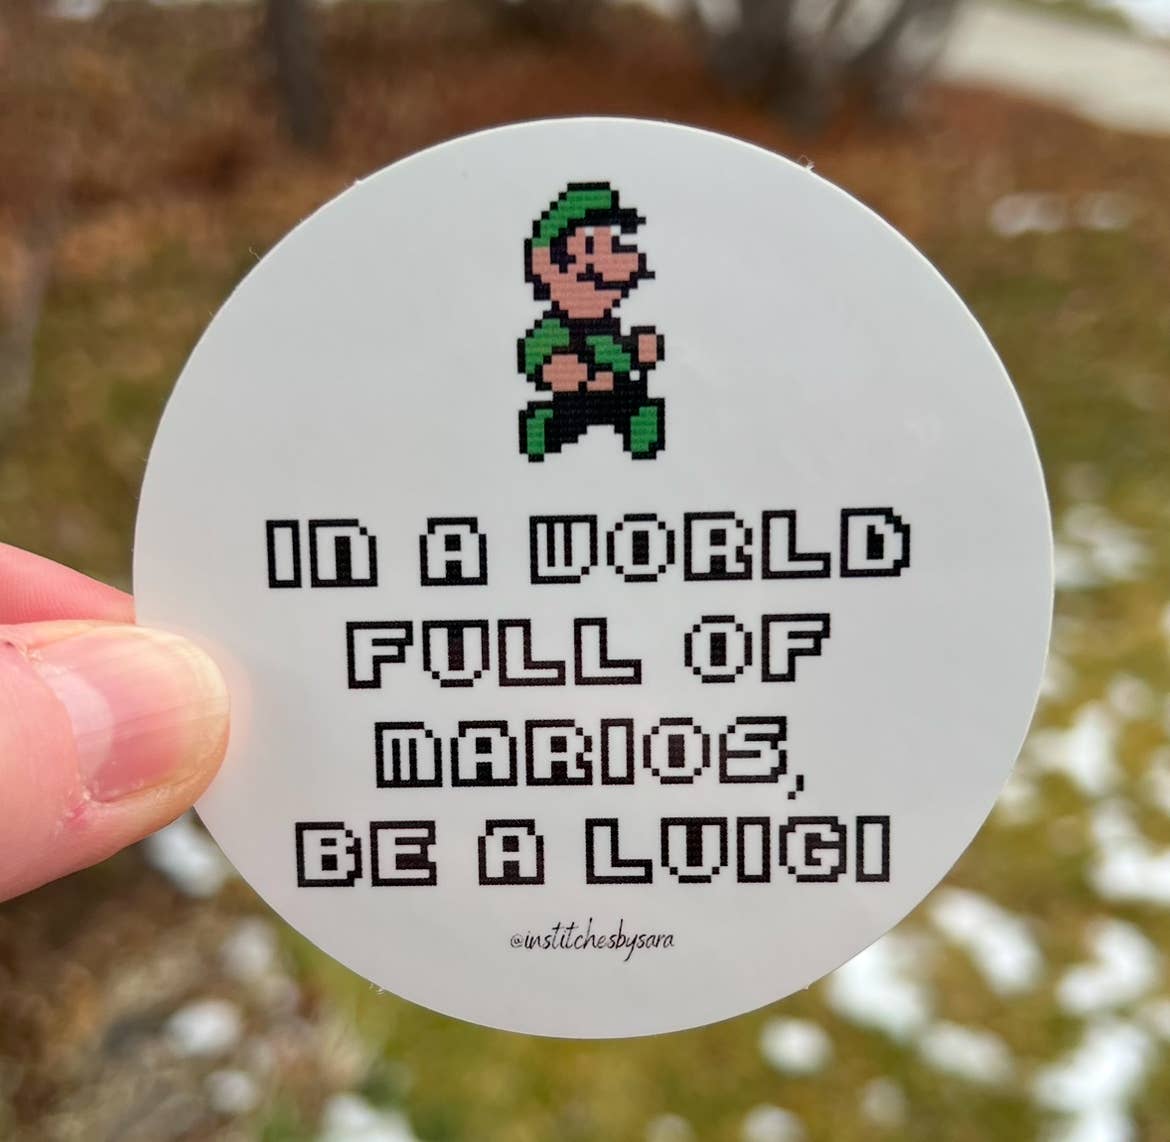 IN A WORLD
FULL OF
MARIOS,
BE A LUIGI
@institchesbysara